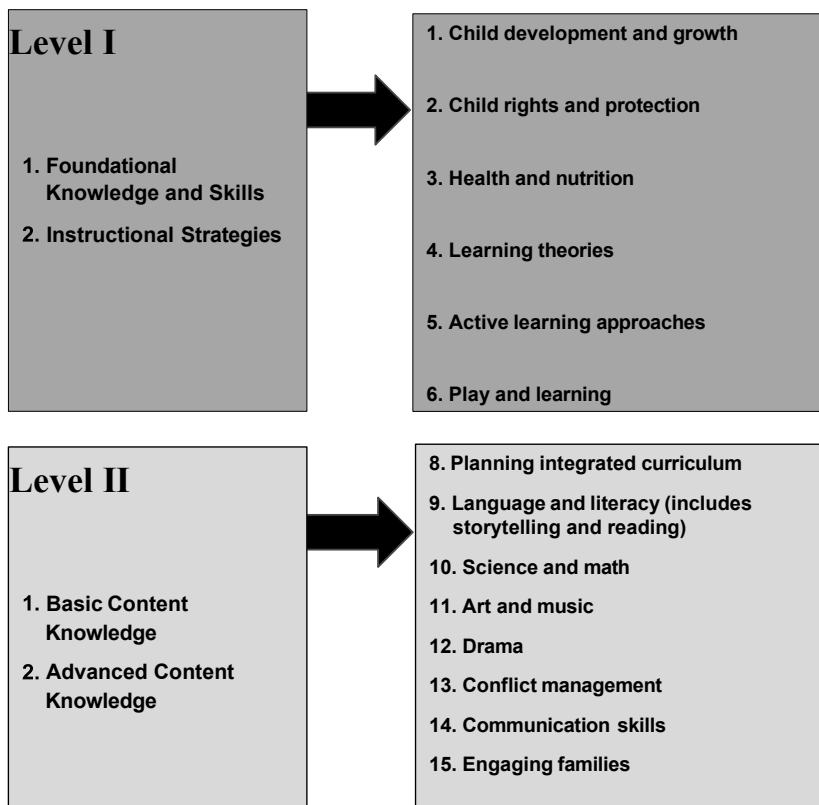 Level I
1. Foundational
Knowledge and Skills
2. Instructional Strategies
1. Child development and growth
2. Child rights and protection
3. Health and nutrition
4. Learning theories
5. Active learning approaches
6. Play and learning
Level II
1. Basic Content
Knowledge
2. Advanced Content
Knowledge
8. Planning integrated curriculum
9. Language and literacy (includes
storytelling and reading)
10. Science and math
11. Art and music
12. Drama
13. Conflict management
14. Communication skills
15. Engaging families